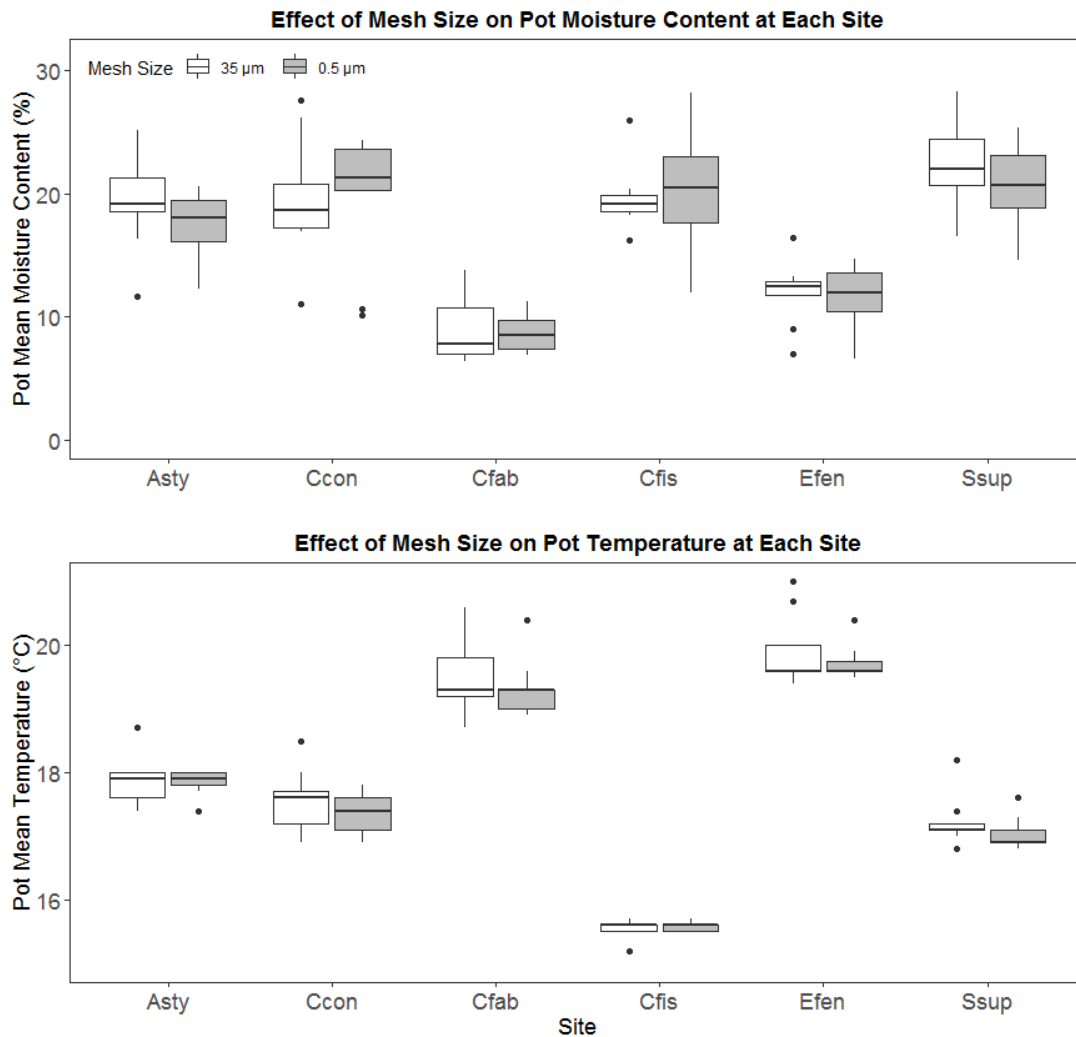 Effect of Mesh Size on Pot Moisture Content at Each Site
Mesh Size 35 µm 0.5 µm
Pot Mean Moisture Content (%)
30
20
10
0
Asty Ccon Cfab Cfis Efen Ssup
Effect of Mesh Size on Pot Temperature at Each Site
Pot Mean Temperature (°C)
20
18
16
Asty Ccon Cfab Cfis Efen Ssup
Site